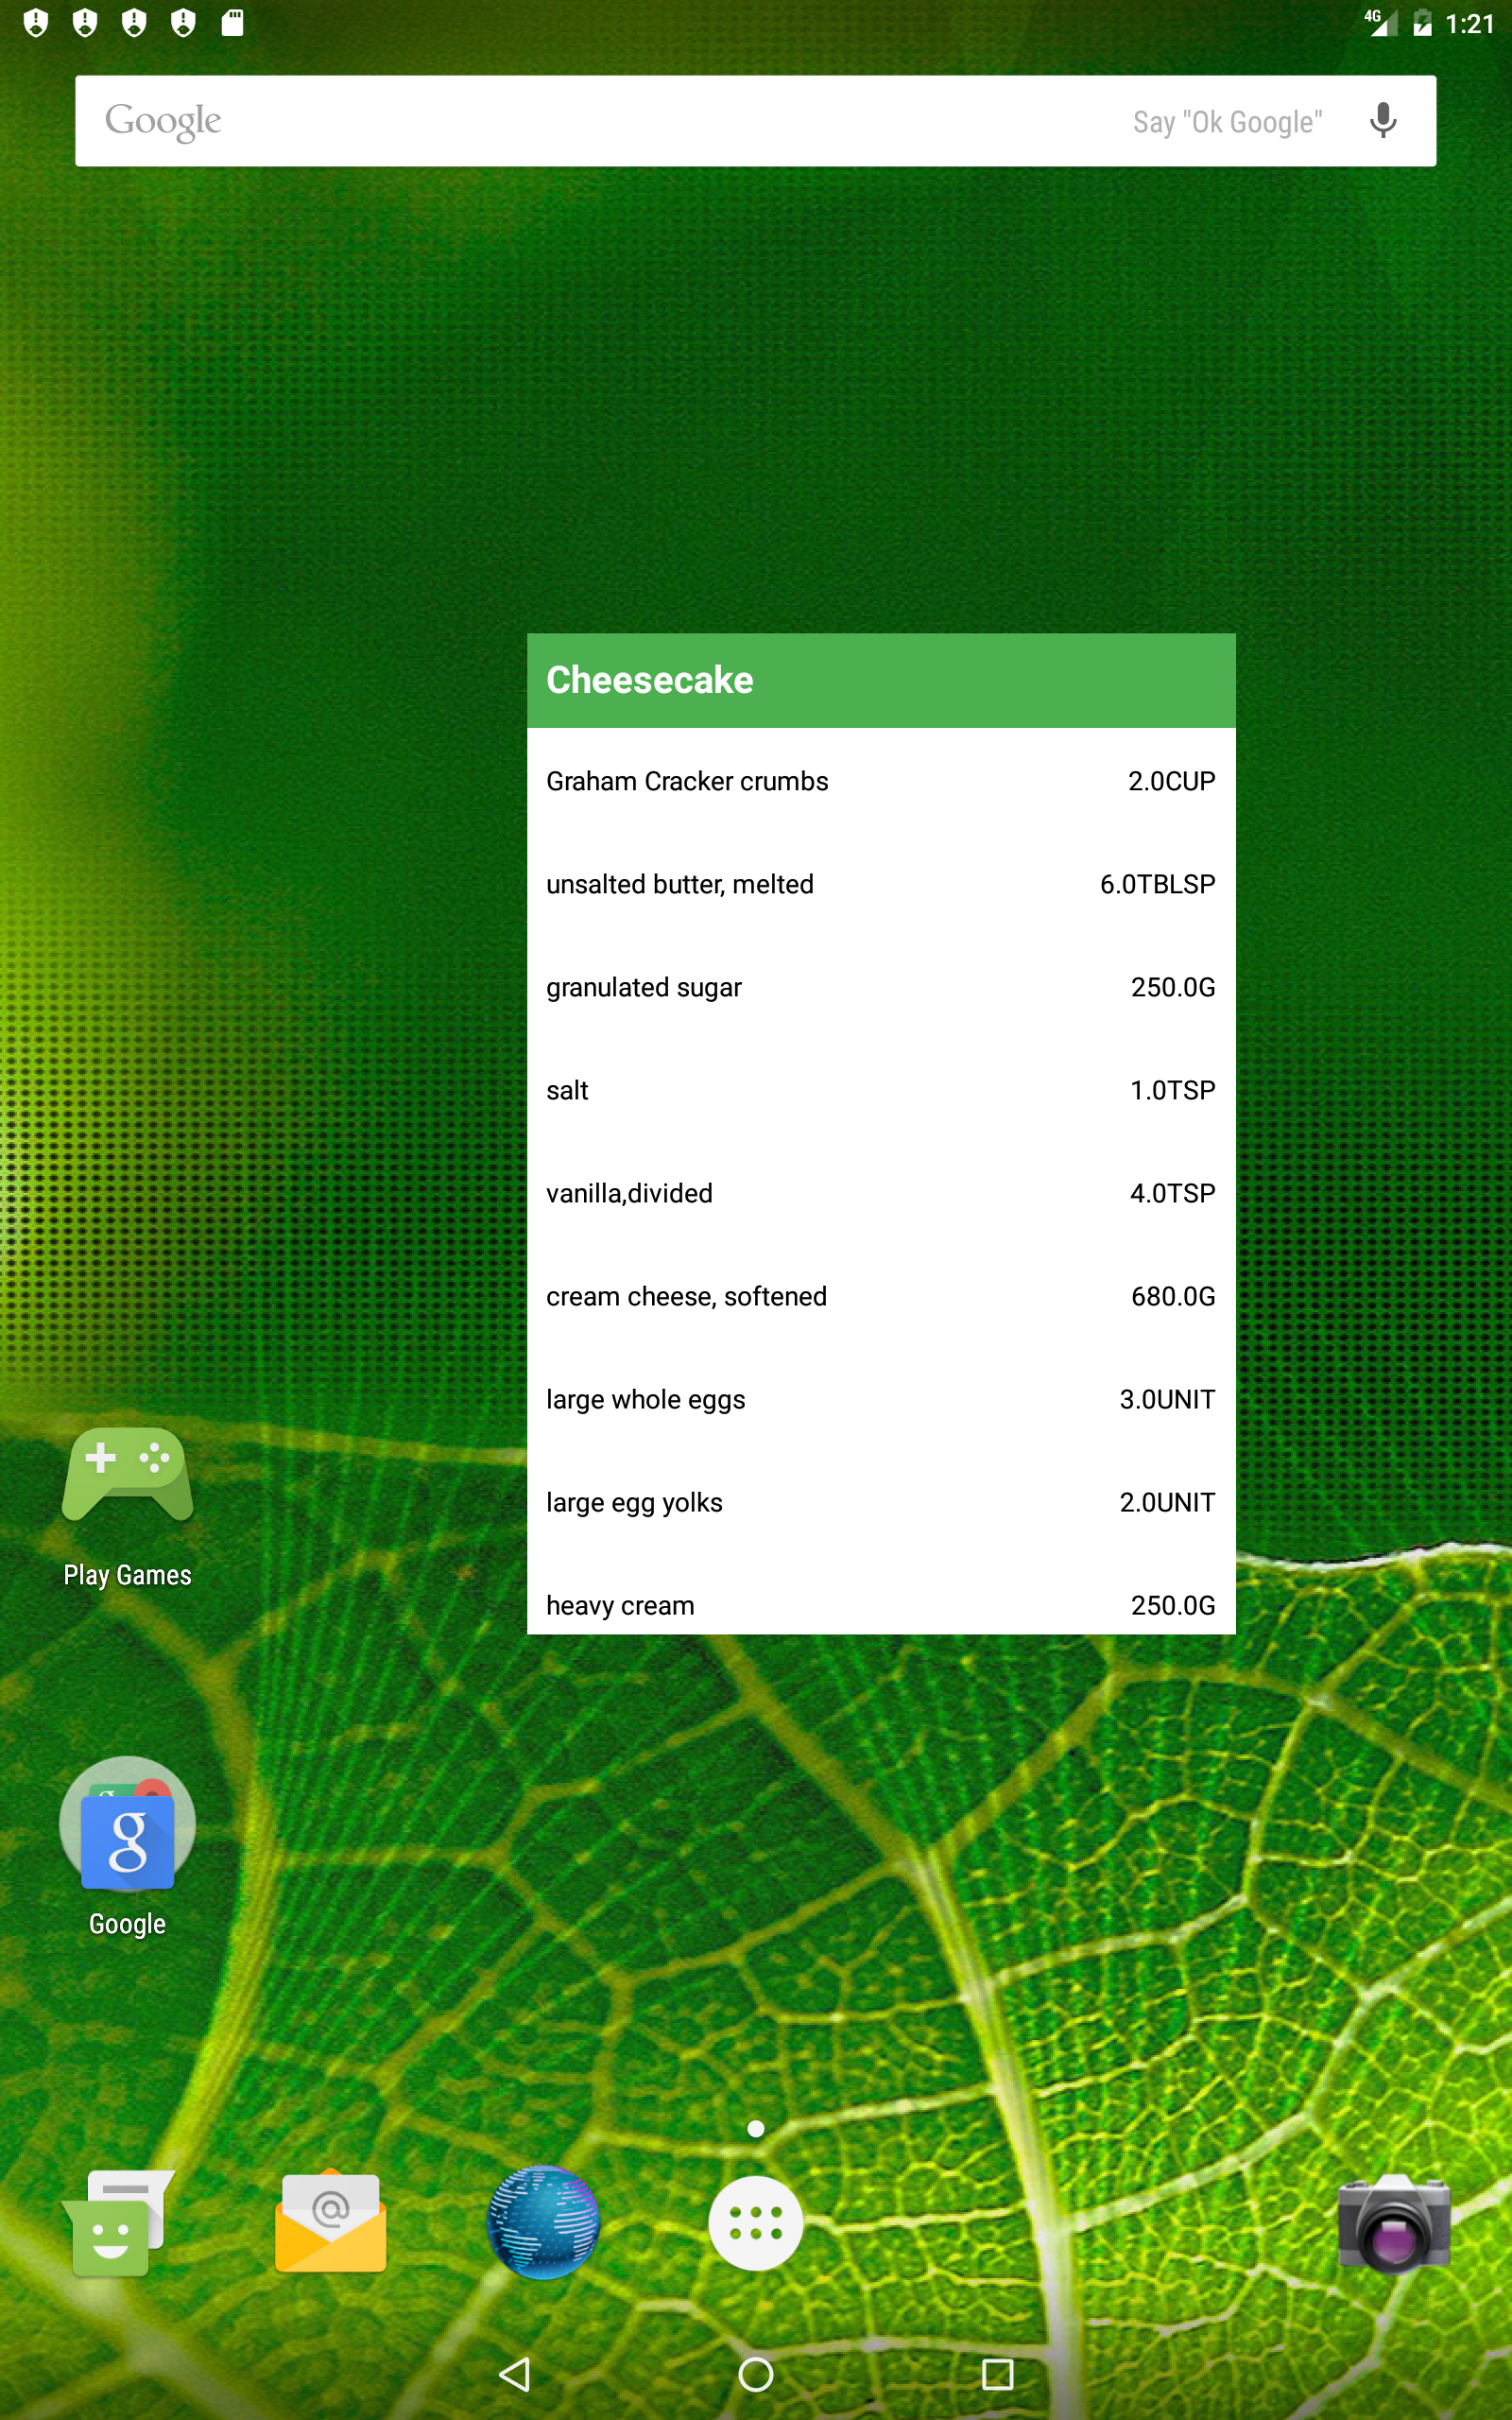 4G 1:21
Google Say "Ok Google"
Cheesecake
Graham Cracker crumbs 2.0CUP
unsalted butter, melted 6.0TBLSP
granulated sugar 250.0G
salt 1.0TSP
vanilla,divided 4.0TSP
cream cheese, softened 680.0G
large whole eggs 3.0UNIT
large egg yolks 2.0UNIT
heavy cream 250.0G
Play Games
g
Google
@